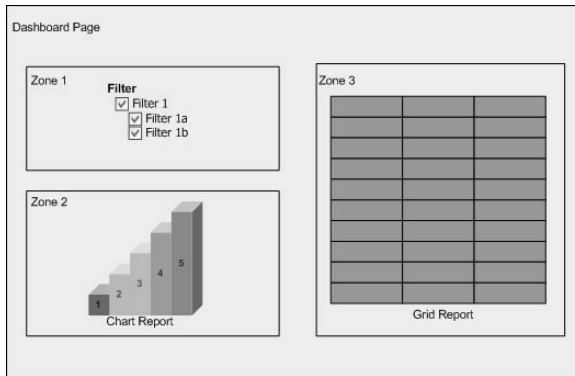 Dashboard Page
Zone 1
Filter
Filter 1
Filter 1a
Filter 1b
Zone 2
1
2
3
4
5
Chart Report
Zone 3
Grid Report